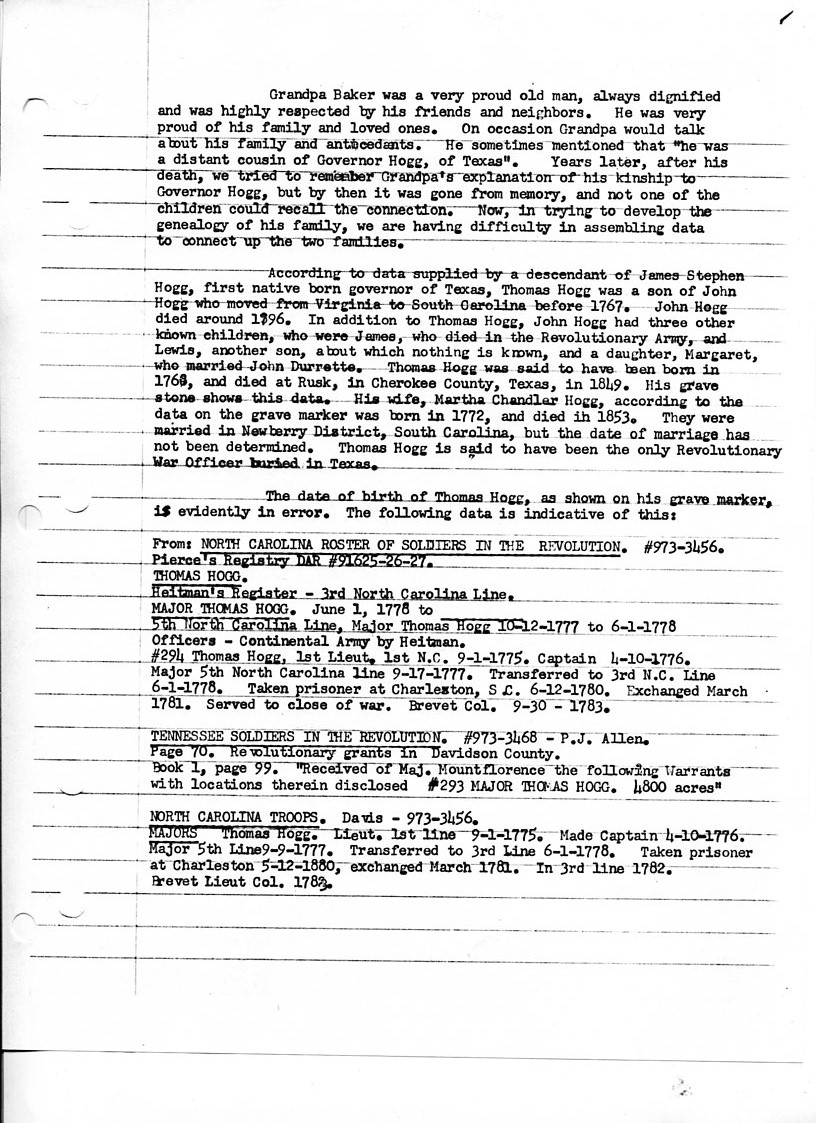 Grandpa Baker was a very proud old man, always dignified
and was highly respected by his friends and neighbors. He was very
proud of his family and loved ones. On occasion Grandpa would talk
about his family and antecedants. He sometimes mentioned that "he was
a distant cousin of Governor Hogg, of Texas". Years later, after his
death, we tried to remember Grandpa's explanation of his kinship to
Governor Hogg, but by then it was gone from memory, and not one of the
children could recall the connection. Now, in trying to develop the
genealogy of his family, we are having difficulty in assembling data
to connect up the two families.
According to data supplied by a descendant of James Stephen
Hogg, first native born governor of Texas, Thomas Hogg was a son of John
Hogg who moved from Virginia to South Carolina before 1767. John Hogg
died around 1796. In addition to Thomas Hogg, John Hogg had three other
known children, who were James, who died in the Revolutionary Army, and
Lewis, another son, about which nothing is known, and a daughter, Margaret,
who married John Durrette. Thomas Hogg was said to have been born in
1768, and died at Rusk, in Cherokee County, Texas, in 1849. His grave
stone shows this data. His wife, Martha Chandler Hogg, according to the
data on the grave marker was born in 1772, and died ih 1853. They were
married in Newberry District, South Carolina, but the date of marriage has
not been determined. Thomas Hogg is said to have been the only Revolutionary
War Officer buried in Texas.
The date of birth of Thomas Hogg, as shown on his grave marker,
is evidently in error. The following data is indicative of this:
From: NORTH CAROLINA ROSTER OF SOLDIERS IN THE REVOLUTION. #973-3456.
Pierce's Registry DAR #91625-26-27.
THOMAS HOGG.
Heitman's Register - 3rd North Carolina Line.
MAJOR THOMAS HOGG. June 1, 1778 to
5th North Carolina Line, Major Thomas Hogg 10-12-1777 to 6-1-1778
Officers - Continental Army by Heitman.
#294 Thomas Hogg, 1st Lieut, 1st N.C. 9-1-1775. Captain 4-10-1776.
Major 5th North Carolina line 9-17-1777. Transferred to 3rd N.C. Line
6-1-1778. Taken prisoner at Charleston, S.C. 6-12-1780. Exchanged March
1781. Served to close of war. Brevet Col. 9-30 - 1783.
TENNESSEE SOLDIERS IN THE REVOLUTION. #973-3468 - P.J. Allen.
Page 70. Revolutionary grants in Davidson County.
Book 1, page 99. "Received of Maj. Mountflorence the following Warrants
with locations therein disclosed #293 MAJOR THOMAS HOGG. 4800 acres"
NORTH CAROLINA TROOPS. Davis - 973-3456.
MAJORS Thomas Hogg. Lieut. 1st line 9-1-1775. Made Captain 4-10-1776.
Major 5th Line9-9-1777. Transferred to 3rd Line 6-1-1778. Taken prisoner
at Charleston 5-12-1880, exchanged March 1781. In 3rd line 1782.
Brevet Lieut Col. 1783.